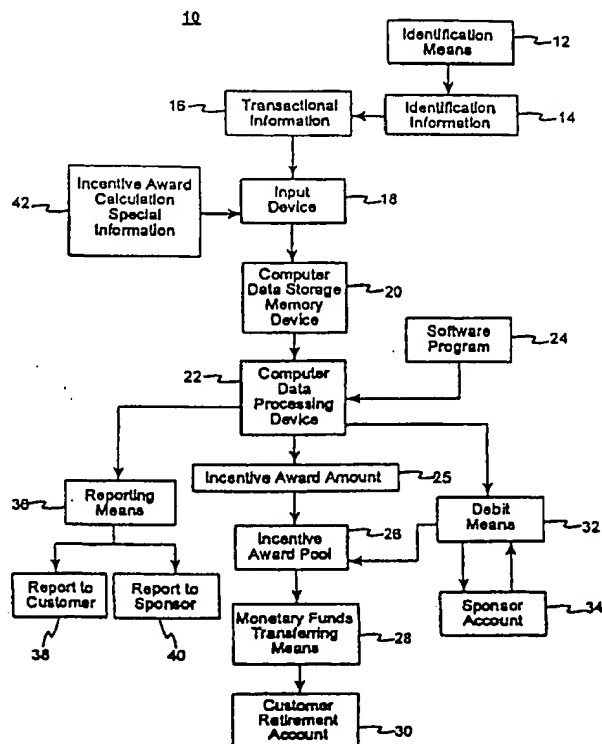 10
Identification
Means
12
16
Transactional
Information
Identification
Information
14
42
Incentive Award
Calculation
Special
Information
Input
Device
18
Computer
Data Storage
Memory
Device
20
Software
Program
24
22
Computer
Data
Processing
Device
Incentive Award Amount
25
36
Reporting
Means
Incentive
Award Pool
26
Debit
Means
32
Report to
Customer
Report to
Sponsor
38
40
Monetary Funds
Transferring
Means
28
Sponsor
Account
34
Customer
Retirement
Account
30